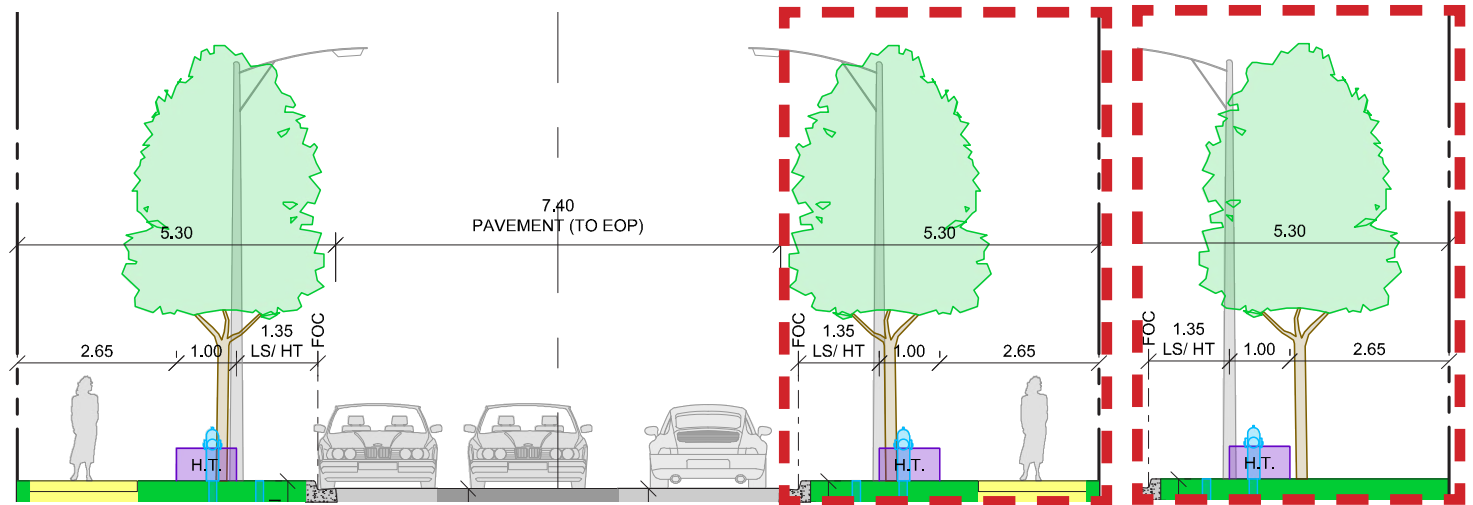 7.40
PAVEMENT (TO EOP)
5.30
5.30
5.30
FOC
1.35
LS/ HT
1.00
2.65
FOC
1.35
LS/ HT
1.00
2.65
FOC
1.35
LS/ HT
1.00
2.65
H.T.
H.T.
H.T.